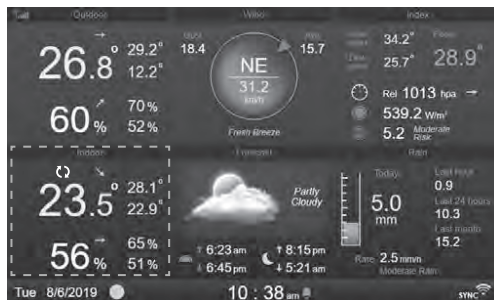 Outdoor
26.8°
29.2°
12.2°
60%
70%
52%
Wind
18.4
15.7
NE
31.2
km/h
Fresh Breeze
Index
34.2°
25.7°
28.9°
Rel 1013 hpa
539.2 W/m²
5.2 Moderate Risk
Indoor
23.5°
28.1°
22.9°
56%
65%
51%
Forecast
Partly
Cloudy
6:23 am
6:45 pm
8:15 pm
5:21 am
Rain
Today
5.0
mm
Last hour
0.9
Last 24 hours
10.3
Last month
15.2
Rate 2.5 mm/h
Moderate Rain
Tue 8/6/2019
10:38 am
SYNC